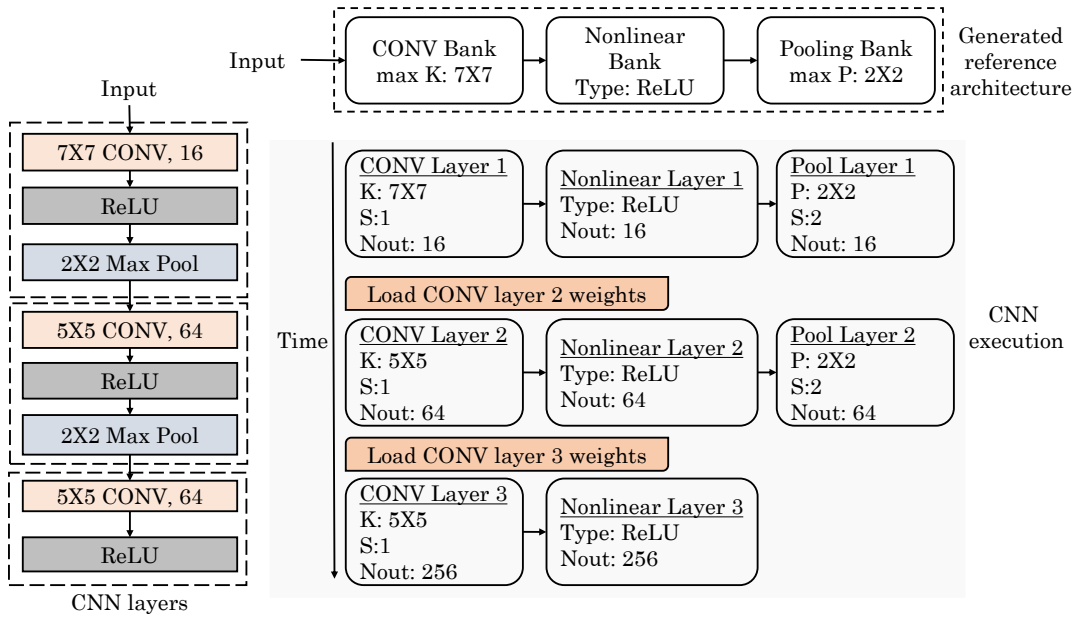 Input
CONV Bank
max K: 7X7
Nonlinear
Bank
Type: ReLU
Pooling Bank
max P: 2X2
Generated
reference
architecture
Input
7X7 CONV, 16
ReLU
2X2 Max Pool
5X5 CONV, 64
ReLU
2X2 Max Pool
5X5 CONV, 64
ReLU
CNN layers
Time
CONV Layer 1
K: 7X7
S:1
Nout: 16
Nonlinear Layer 1
Type: ReLU
Nout: 16
Pool Layer 1
P: 2X2
S:2
Nout: 16
Load CONV layer 2 weights
CONV Layer 2
K: 5X5
S:1
Nout: 64
Nonlinear Layer 2
Type: ReLU
Nout: 64
Pool Layer 2
P: 2X2
S:2
Nout: 64
Load CONV layer 3 weights
CONV Layer 3
K: 5X5
S:1
Nout: 256
Nonlinear Layer 3
Type: ReLU
Nout: 256
CNN
execution